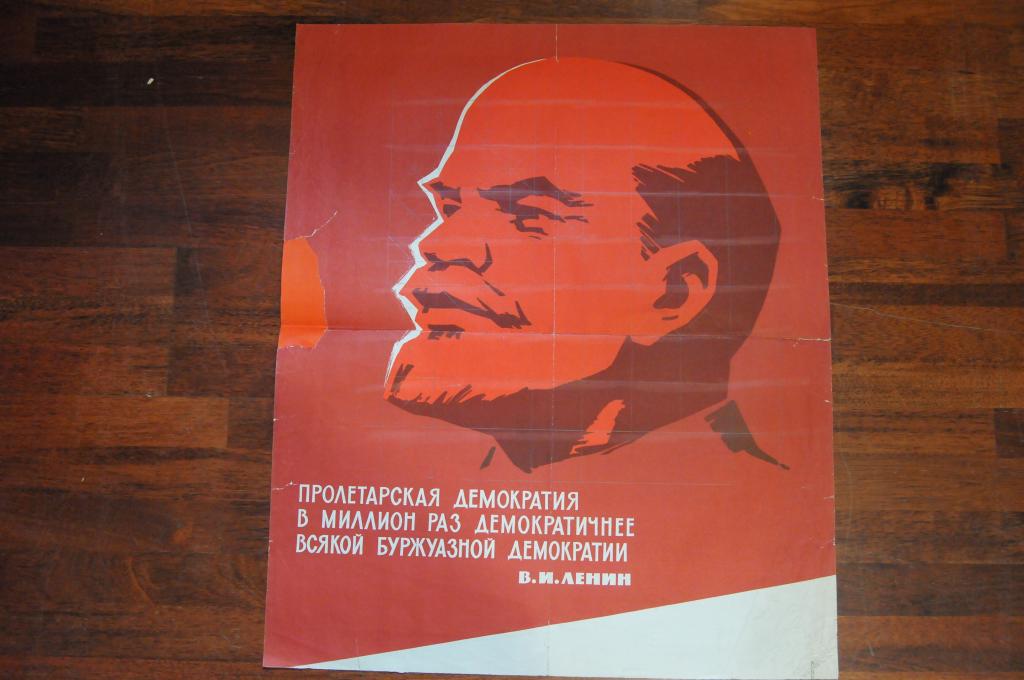 ПРОЛЕТАРСКАЯ ДЕМОКРАТИЯ
В МИЛЛИОН РАЗ ДЕМОКРАТИЧНЕЕ
ВСЯКОЙ БУРЖУАЗНОЙ ДЕМОКРАТИИ
В.И.ЛЕНИН